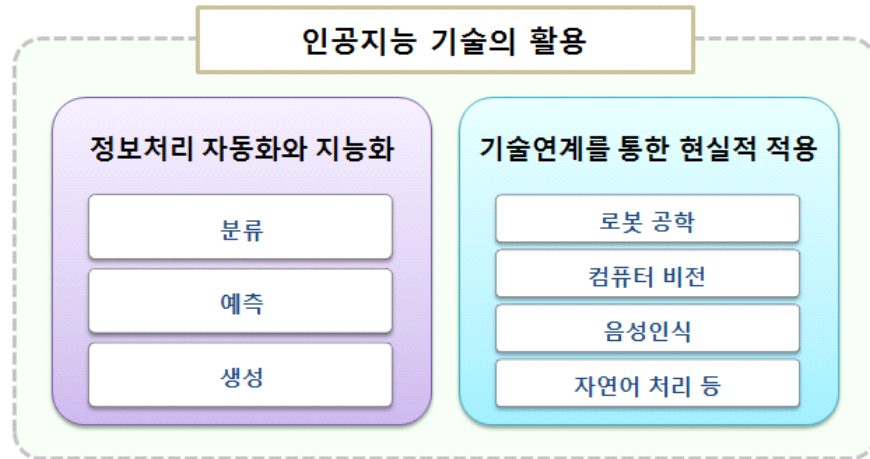 인공지능 기술의 활용
정보처리 자동화와 지능화
분류
예측
생성
기술연계를 통한 현실적 적용
로봇 공학
컴퓨터 비전
음성인식
자연어 처리 등